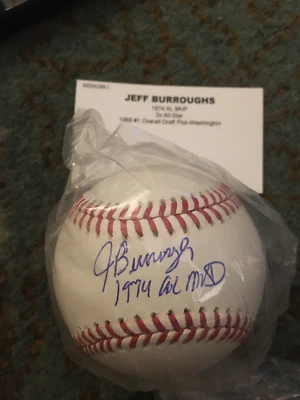 JEFF BURROUGHS
1974 AL MVP
2x All-Star
1969 #1 Overall Draft Pick-Washington
J Burroughs
1974 AL MVP